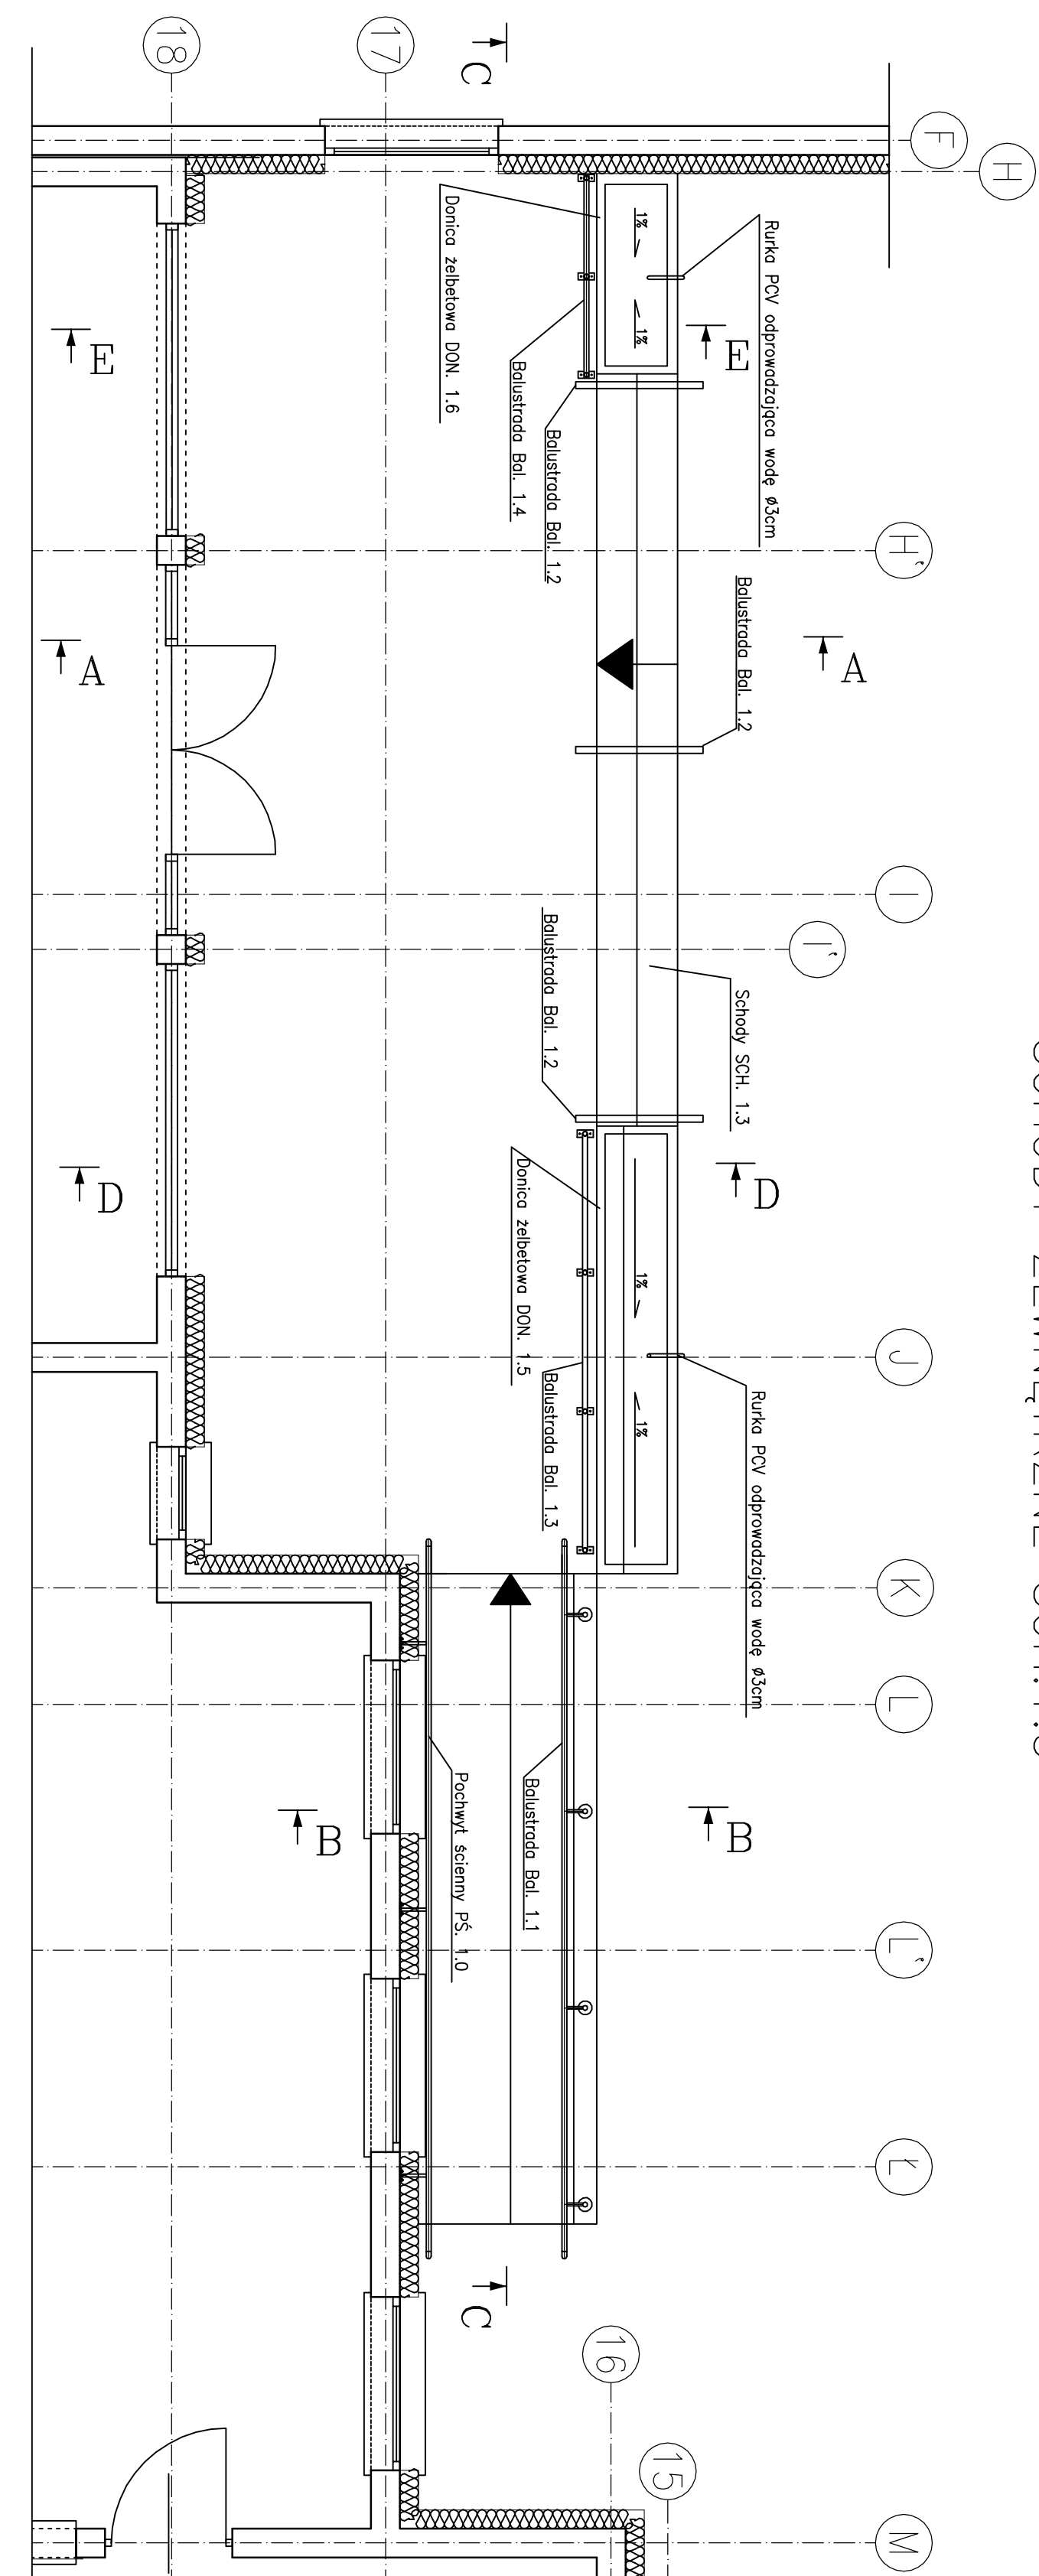 18
17
C
F
H
Donica żelbetowa DON. 1.6
1%
1%
Rurka PCV odprowadzająca wodę ø3cm
E
E
Balustrada Bal. 1.4
Balustrada Bal. 1.2
H'
Balustrada Bal. 1.2
A
A
I
I'
Balustrada Bal. 1.2
Schody SCH. 1.3
D
D
Donica żelbetowa DON. 1.5
1%
1%
J
Balustrada Bal. 1.3
Rurka PCV odprowadzająca wodę ø3cm
K
L
Pochwyt ścienny PŚ. 1.0
Balustrada Bal. 1.1
B
B
L'
Ł
C
16
15
M